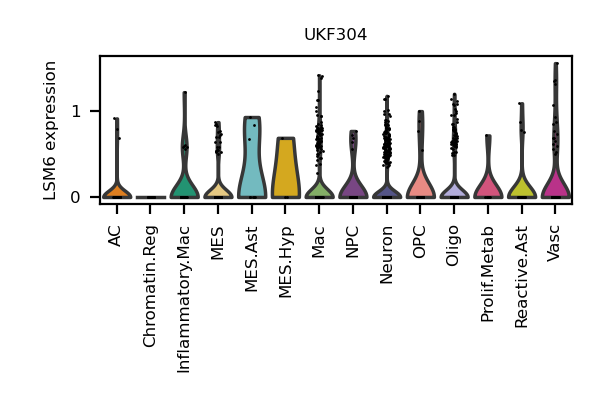 UKF304
LSM6 expression
1
0
AC
Chromatin.Reg
Inflammatory.Mac
MES
MES.Ast
MES.Hyp
Mac
NPC
Neuron
OPC
Oligo
Prolif.Metab
Reactive.Ast
Vasc